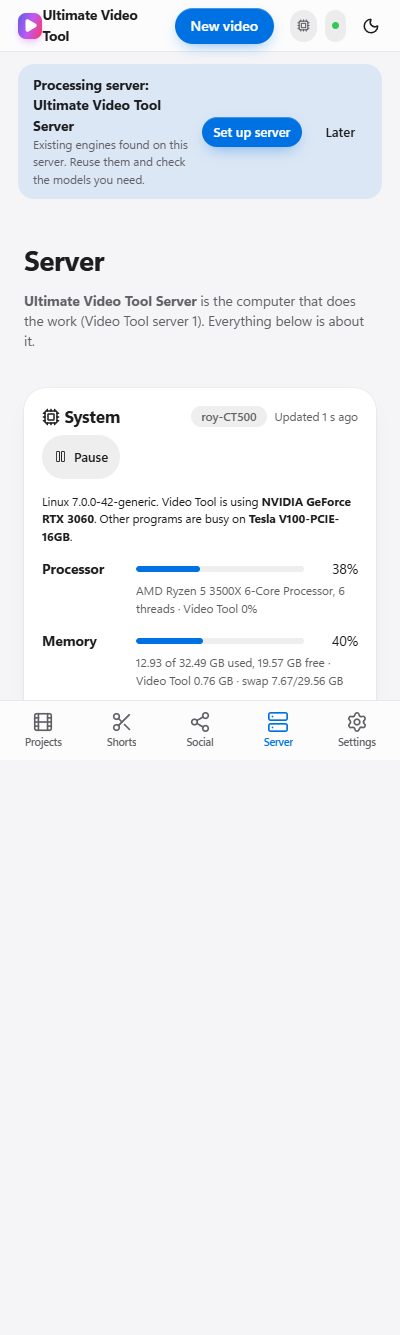 Ultimate Video
Tool
New video
Processing server:
Ultimate Video Tool
Server
Existing engines found on this
server. Reuse them and check
the models you need.
Set up server
Later
Server
Ultimate Video Tool Server is the computer that does
the work (Video Tool server 1). Everything below is about
it.
System
roy-CT500
Updated 1 s ago
Pause
Linux 7.0.0-42-generic. Video Tool is using NVIDIA GeForce
RTX 3060. Other programs are busy on Tesla V100-PCIE-
16GB.
Processor
38%
AMD Ryzen 5 3500X 6-Core Processor, 6
threads · Video Tool 0%
Memory
40%
12.93 of 32.49 GB used, 19.57 GB free ·
Video Tool 0.76 GB · swap 7.67/29.56 GB
Projects
Shorts
Social
Server
Settings